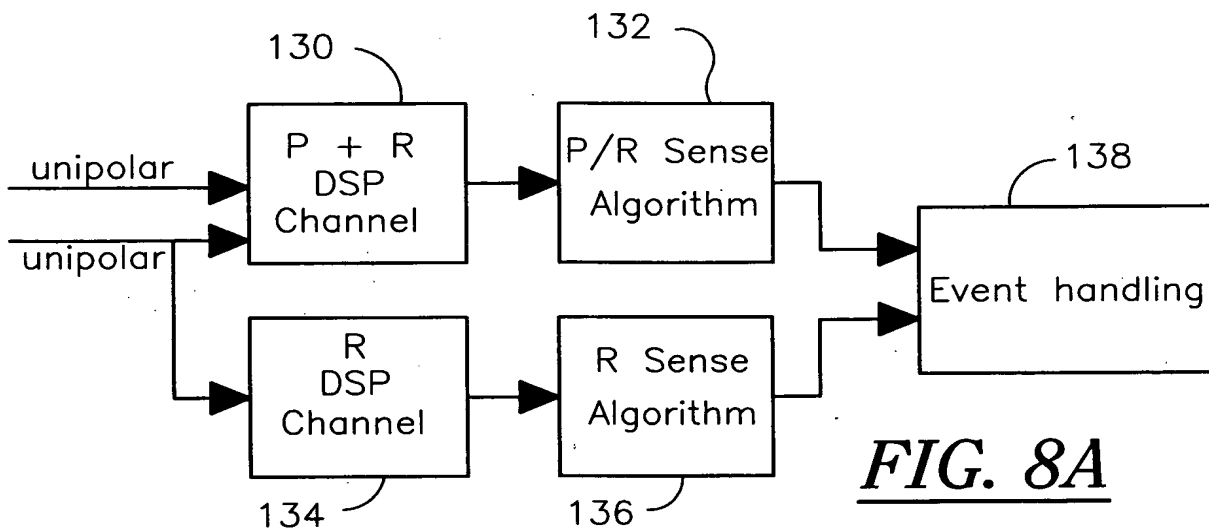 130
132
138
unipolar
unipolar
P + R
DSP
Channel
P/R Sense
Algorithm
Event handling
R
DSP
Channel
R Sense
Algorithm
134
136
FIG. 8A